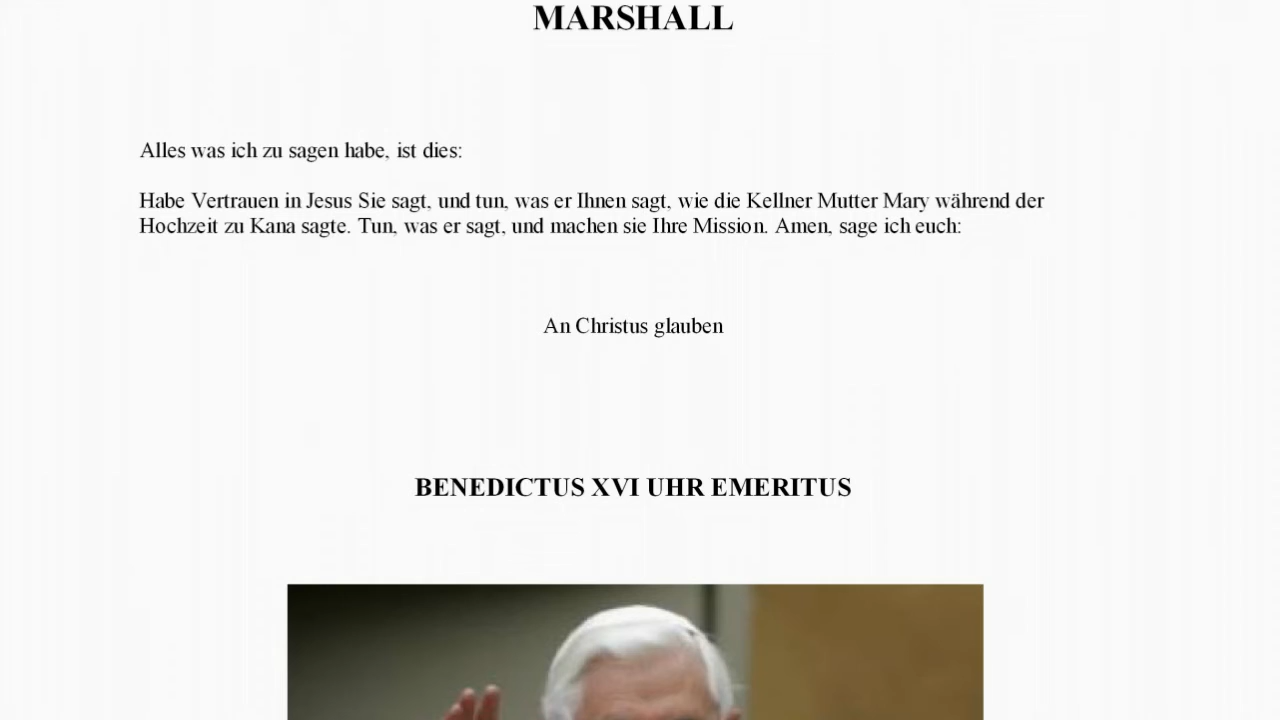 MARSHALL
Alles was ich zu sagen habe, ist dies:
Habe Vertrauen in Jesus Sie sagt, und tun, was er Ihnen sagt, wie die Kellner Mutter Mary während der
Hochzeit zu Kana sagte. Tun, was er sagt, und machen sie Ihre Mission. Amen, sage ich euch:
An Christus glauben
BENEDICTUS XVI UHR EMERITUS